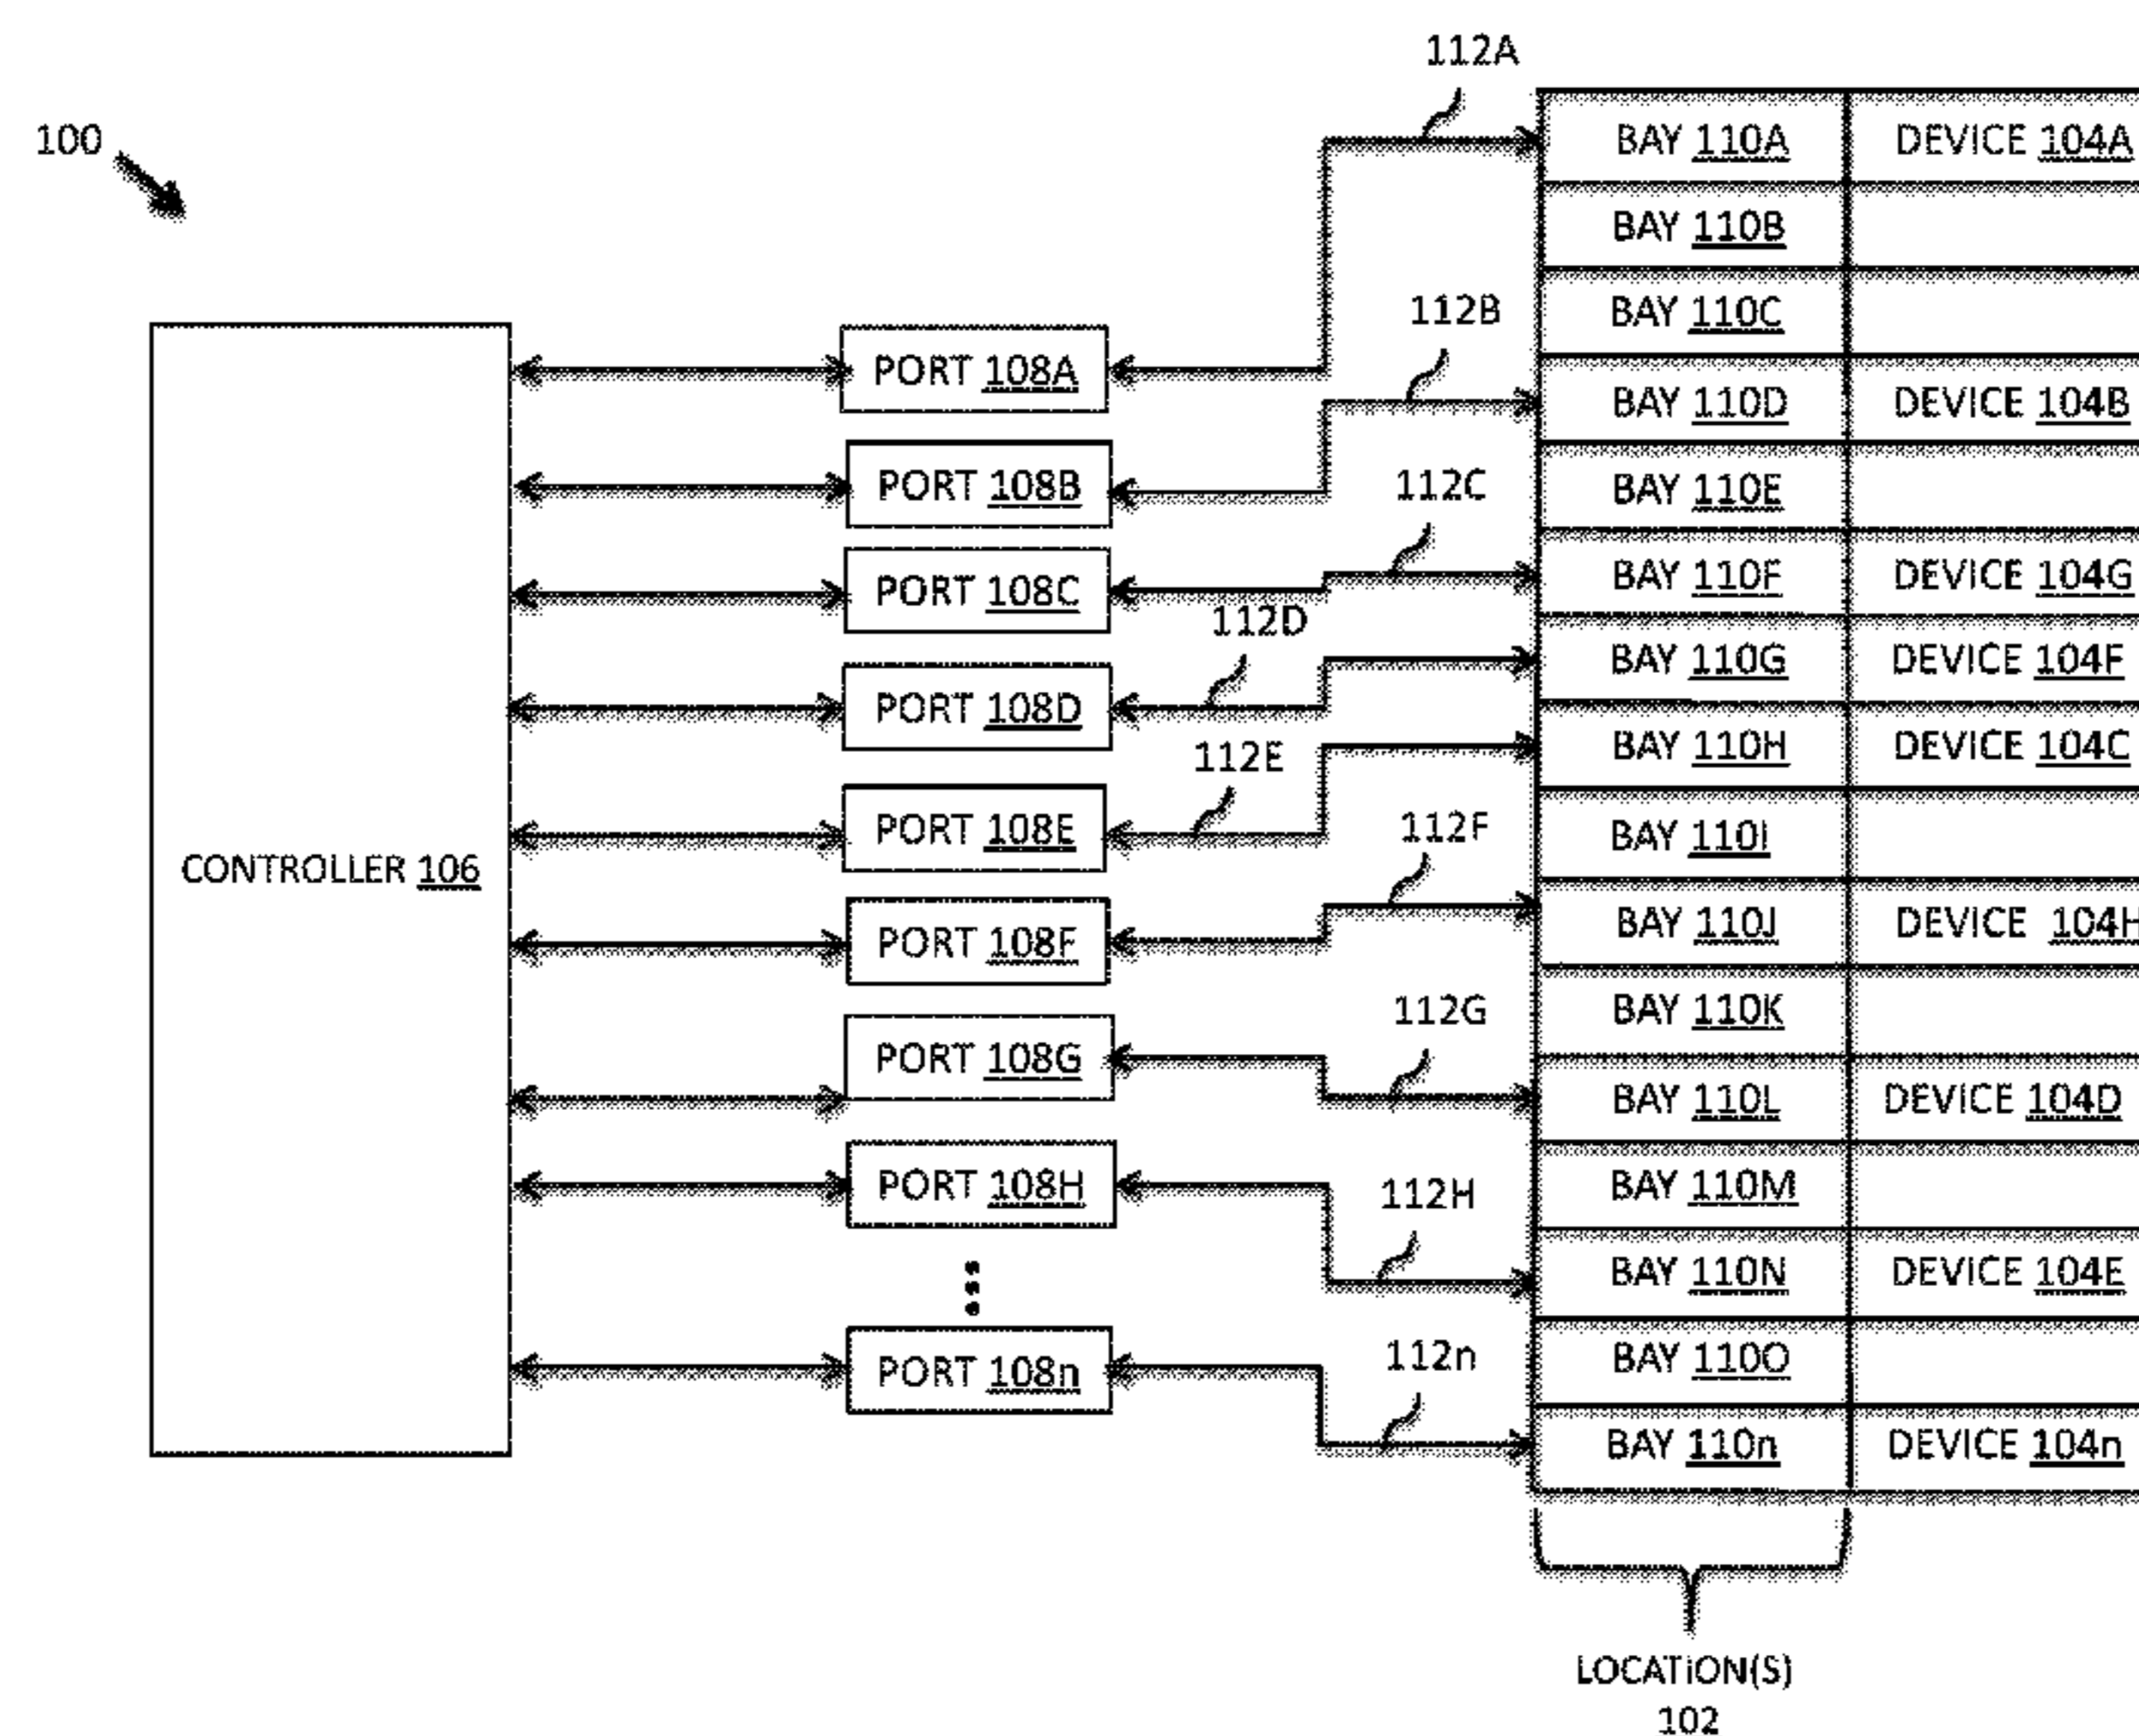 112A
100
BAY 110A DEVICE 104A
BAY 110B
112B
BAY 110C
PORT 108A
BAY 110D DEVICE 104B
112C
PORT 108B
BAY 110E
PORT 108C
BAY 110F DEVICE 104G
112D
BAY 110G DEVICE 104F
PORT 108D
112E
BAY 110H DEVICE 104C
PORT 108E
112F
BAY 110I
CONTROLLER 106
BAY 110J DEVICE 104H
PORT 108F
112G
BAY 110K
PORT 108G
BAY 110L DEVICE 104D
PORT 108H
112H
BAY 110M
BAY 110N DEVICE 104E
PORT 108n
112n
BAY 110O
BAY 110n DEVICE 104n
LOCATION(S)
102